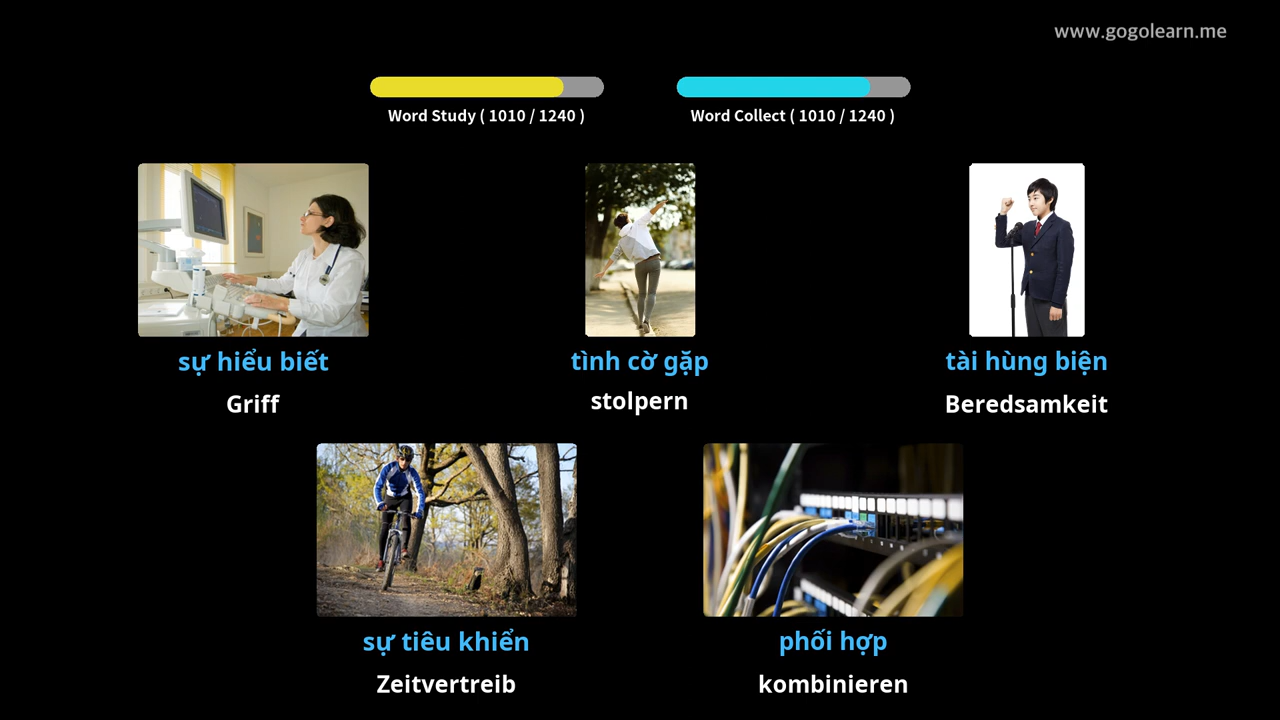 www.gogolearn.me
Word Study ( 1010 / 1240 )
Word Collect ( 1010 / 1240 )
sự hiểu biết
Griff
tình cờ gặp
stolpern
tài hùng biện
Beredsamkeit
sự tiêu khiển
Zeitvertreib
phối hợp
kombinieren